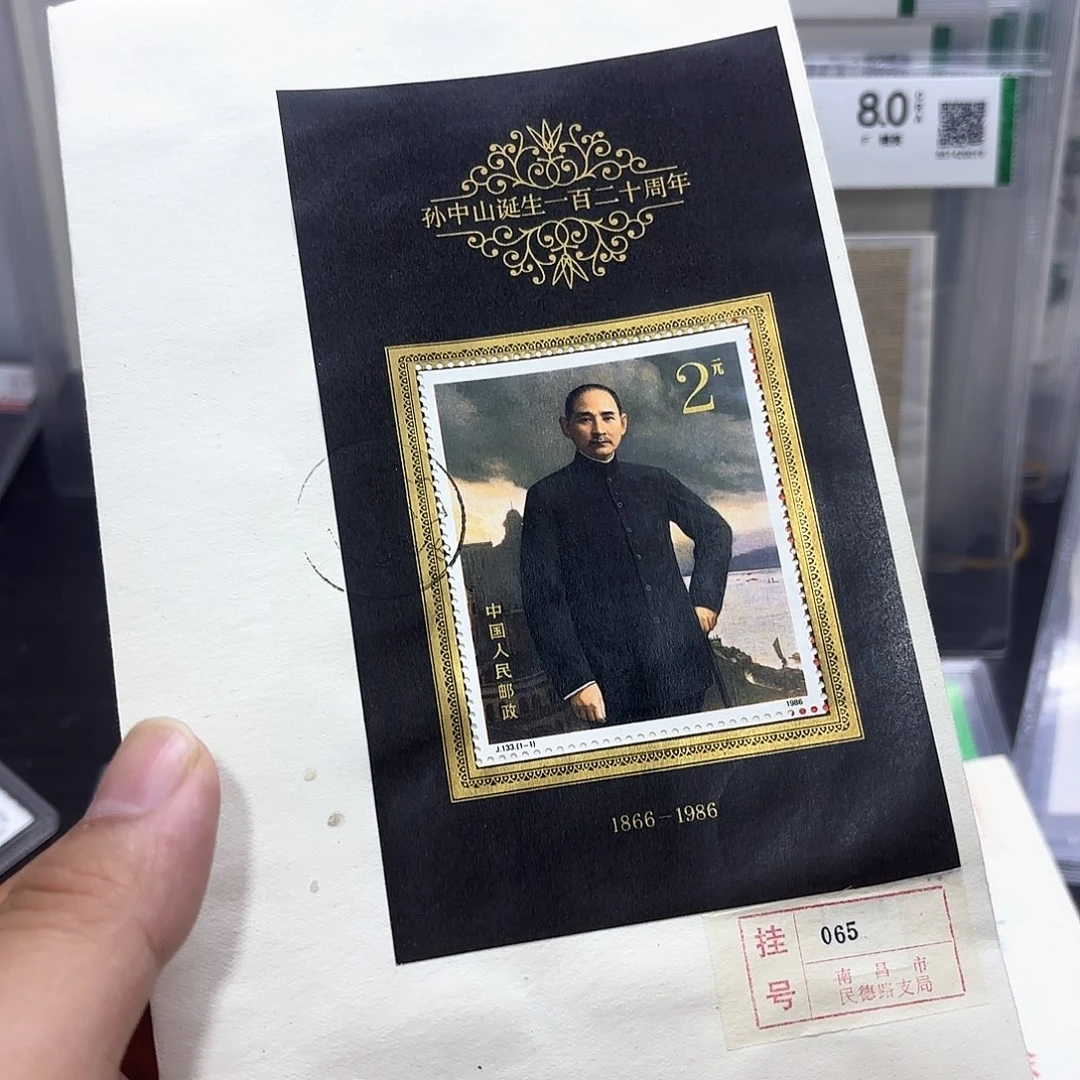 孙中山诞生一百二十周年
2元
中国人民邮政
J.133.(1-1)
1986
1866-1986
挂号
065
南昌市
民德路支局
8.0